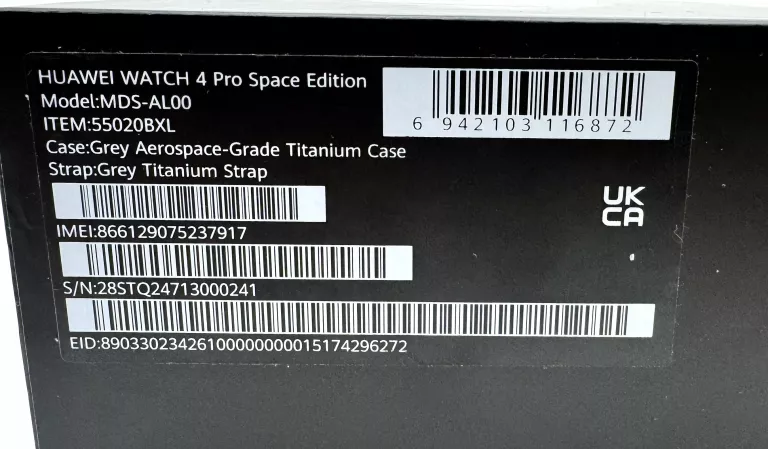 HUAWEI WATCH 4 Pro Space Edition
Model:MDS-AL00
ITEM:55020BXL
6 942103 116872
Case:Grey Aerospace-Grade Titanium Case
Strap:Grey Titanium Strap
UK
CA
IMEI:866129075237917
S/N:28STQ24713000241
EID:89033023426100000000015174296272